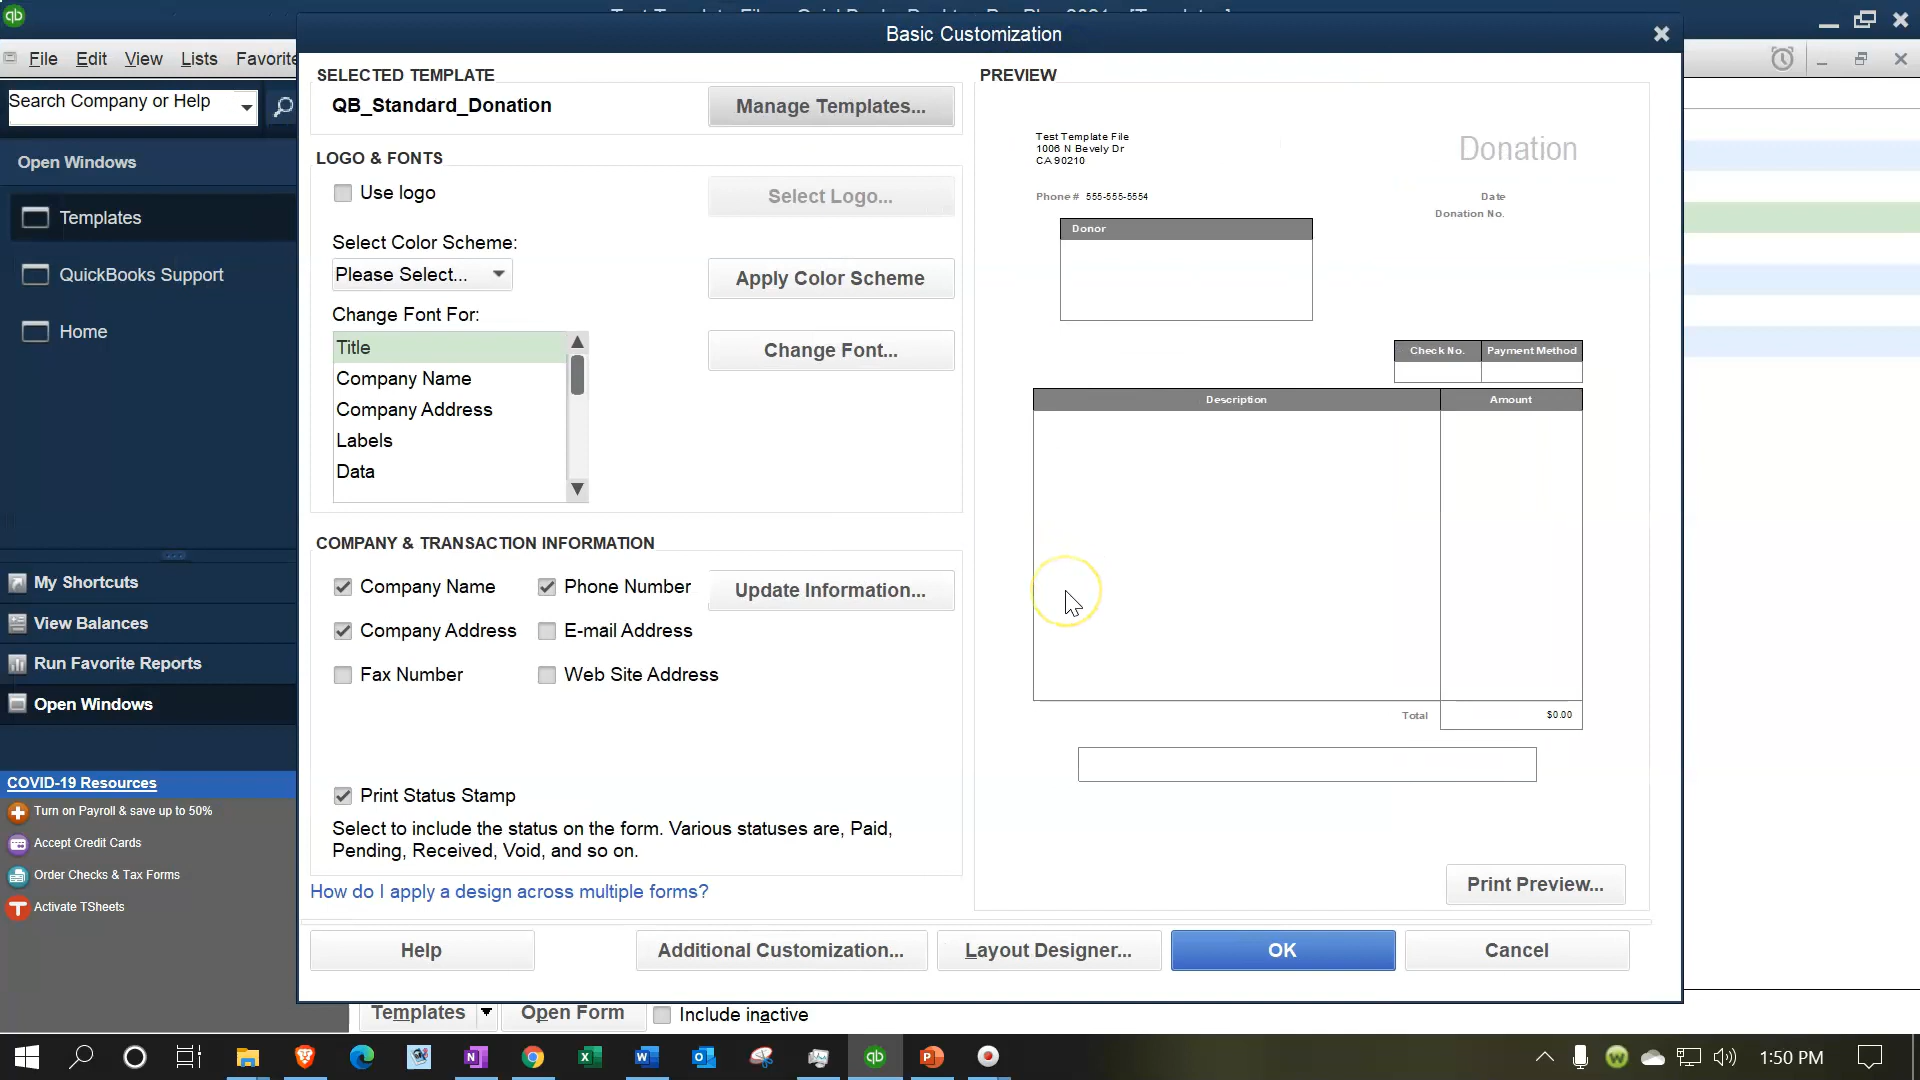 qb
Basic Customization
File Edit View Lists Favorite
Search Company or Help
Open Windows
Templates
QuickBooks Support
Home
My Shortcuts
View Balances
Run Favorite Reports
Open Windows
COVID-19 Resources
Turn on Payroll & save up to 50%
Accept Credit Cards
Order Checks & Tax Forms
Activate TSheets
SELECTED TEMPLATE
QB_Standard_Donation
Manage Templates...
LOGO & FONTS
Use logo
Select Logo...
Select Color Scheme:
Please Select...
Apply Color Scheme
Change Font For:
Title
Change Font...
Company Name
Company Address
Labels
Data
COMPANY & TRANSACTION INFORMATION
Company Name Phone Number Update Information...
Company Address E-mail Address
Fax Number Web Site Address
Print Status Stamp
Select to include the status on the form. Various statuses are, Paid,
Pending, Received, Void, and so on.
How do I apply a design across multiple forms?
PREVIEW
Test Template File
1006 N Bevely Dr
CA 90210
Donation
Phone # 555-555-5554
Date
Donation No.
Donor
Check No. Payment Method
Description Amount
Total $0.00
Print Preview...
Help Additional Customization... Layout Designer... OK Cancel
Templates Open Form Include inactive
1:50 PM